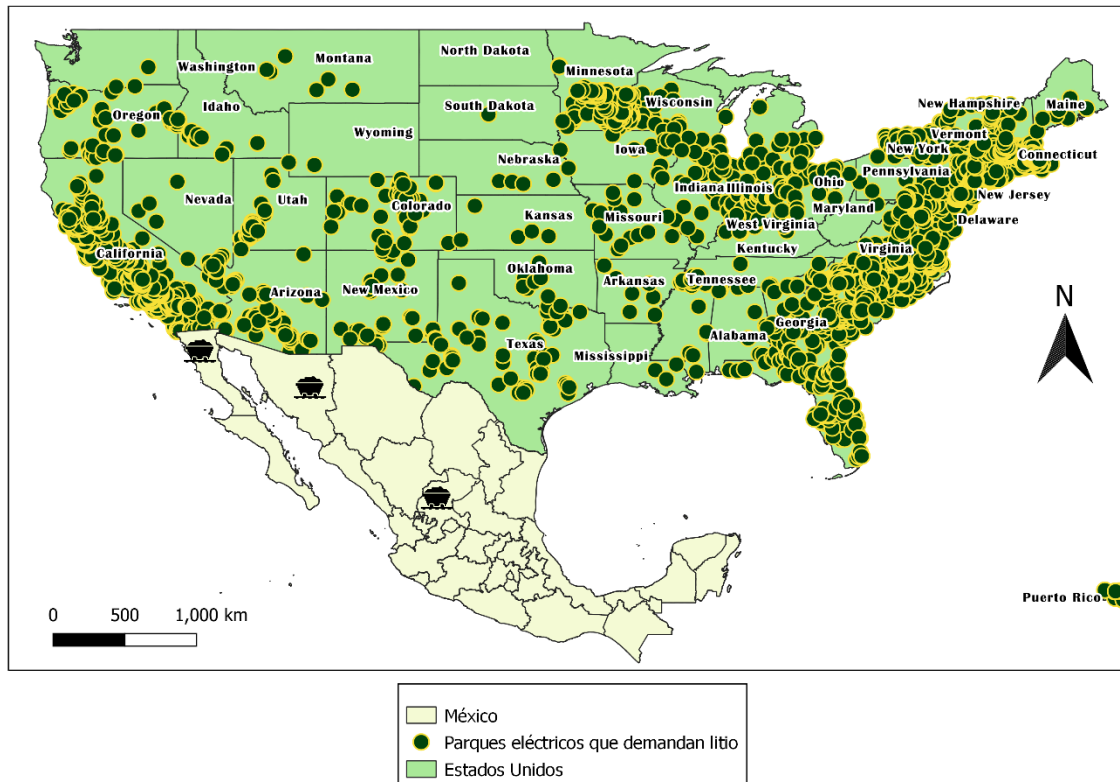 North Dakota
Montana
Washington
Minnesota
Wisconsin
New Hampshire
Maine
South Dakota
Idaho
Oregon
Wyoming
Vermont
New York
Iowa
Connecticut
Nebraska
Pennsylvania
Ohio
Indiana
Illinois
Nevada
Utah
New Jersey
Colorado
Maryland
Kansas
Missouri
Delaware
West Virginia
Kentucky
Virginia
California
Oklahoma
Arkansas
Tennessee
Arizona
New Mexico
N
Georgia
Alabama
Texas
Mississippi
Puerto Rico
0 500 1,000 km
México
Parques eléctricos que demandan litio
Estados Unidos